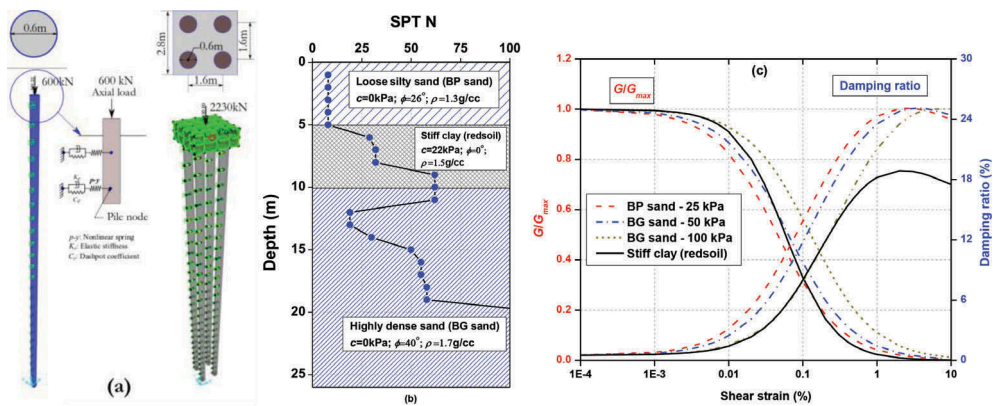 0.6m
600kN
600 kN
Axial load
p-y
Pile node
p-y: Nonlinear spring
Ke: Elastic stiffness
Ce: Dashpot coefficient
2.8m
0.6m
1.6m
1.6m
2230kN
(a)
SPT N
0 25 50 75 100
Loose silty sand (BP sand)
c=0kPa; ϕ=26°; ρ=1.3g/cc
Stiff clay (redsoil)
c=22kPa; ϕ=0°;
ρ=1.5g/cc
Highly dense sand (BG sand)
c=0kPa; ϕ=40°; ρ=1.7g/cc
Depth (m)
0
5
10
15
20
25
(b)
(c)
G/Gmax
Damping ratio
BP sand - 25 kPa
BG sand - 50 kPa
BG sand - 100 kPa
Stiff clay (redsoil)
G/Gmax
1.2
1.0
0.8
0.6
0.4
0.2
0.0
Damping ratio (%)
30
24
18
12
6
0
1E-4 1E-3 0.01 0.1 1 10
Shear strain (%)